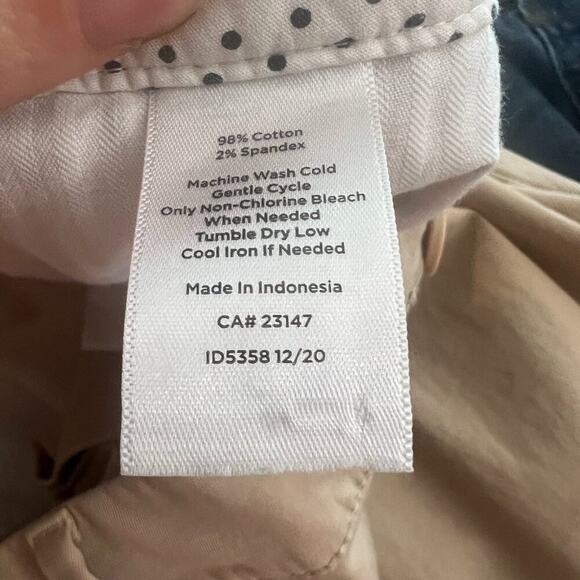 98% Cotton
2% Spandex
Machine Wash Cold
Gentle Cycle
Only Non-Chlorine Bleach
When Needed
Tumble Dry Low
Cool Iron If Needed
Made In Indonesia
CA# 23147
ID5358 12/20